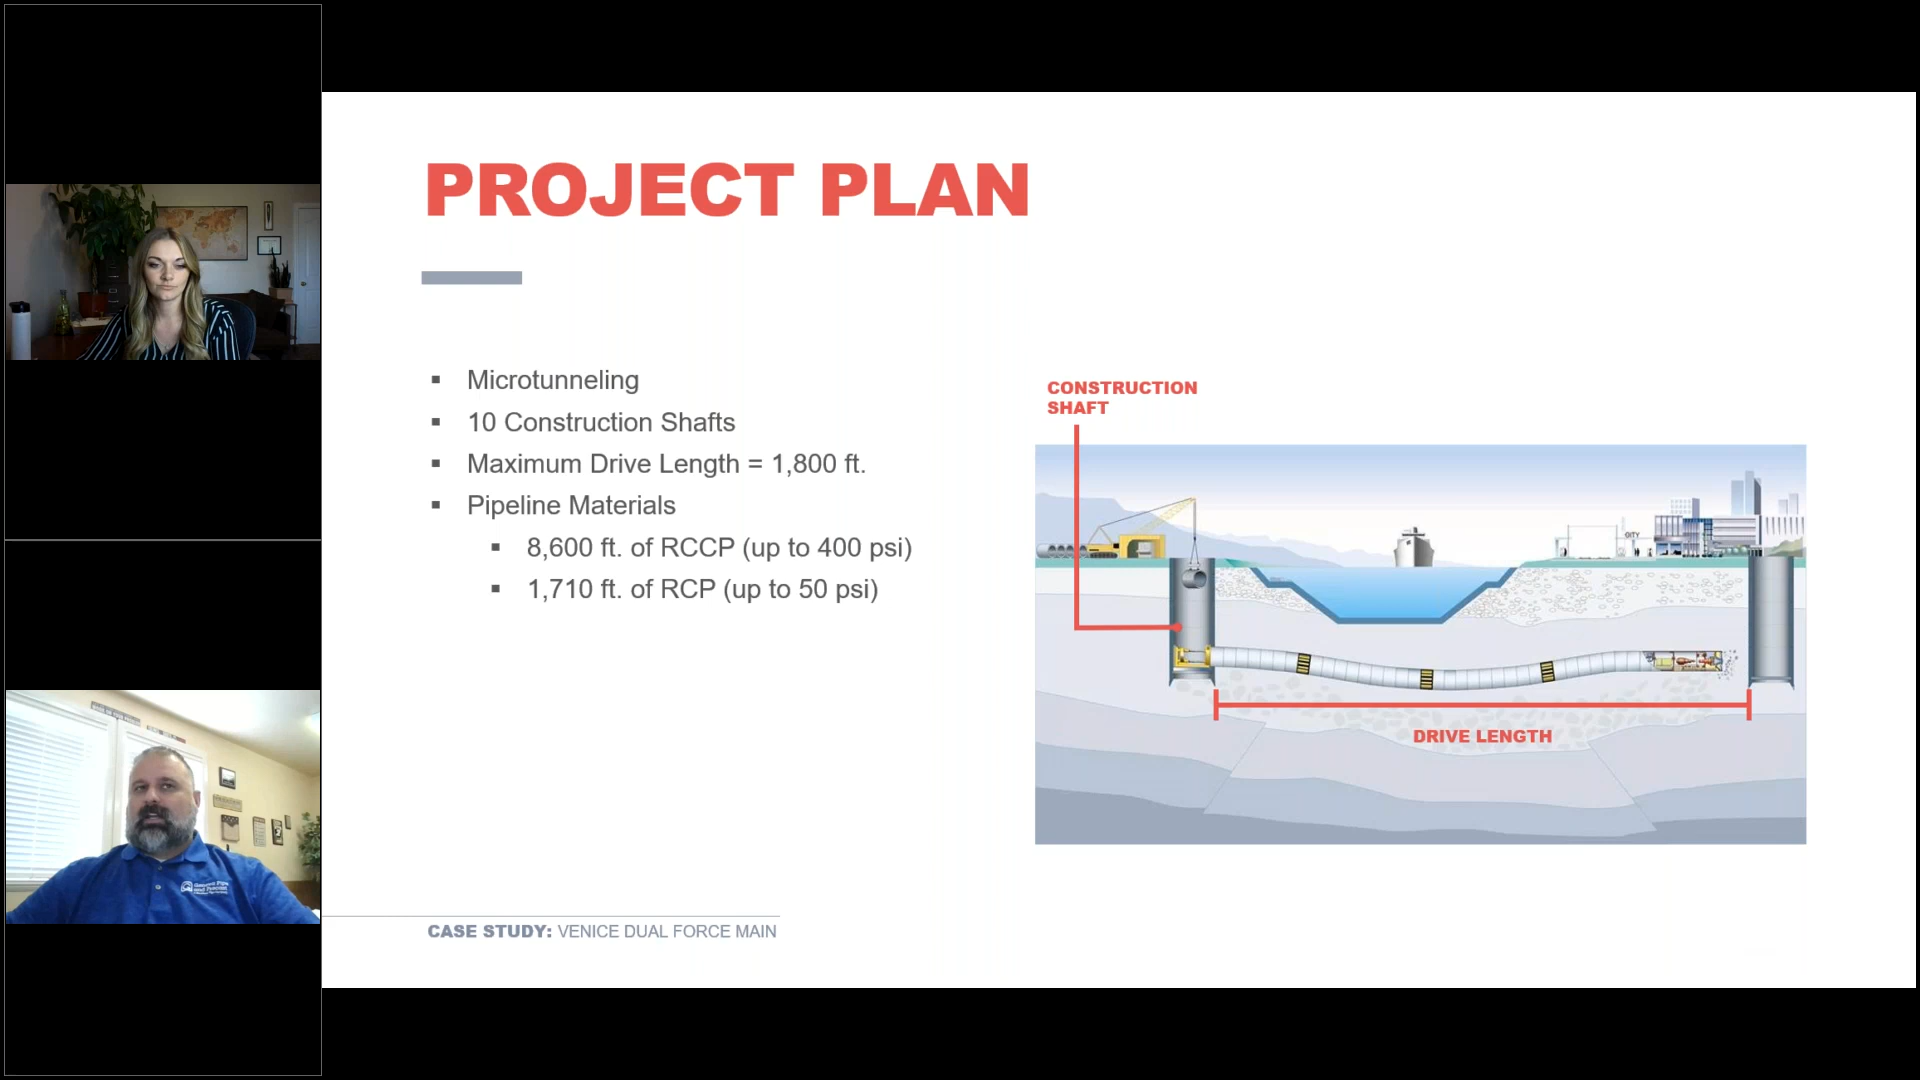 PROJECT PLAN
Microtunneling
10 Construction Shafts
Maximum Drive Length = 1,800 ft.
Pipeline Materials
8,600 ft. of RCCP (up to 400 psi)
1,710 ft. of RCP (up to 50 psi)
CONSTRUCTION
SHAFT
CITY
DRIVE LENGTH
CASE STUDY: VENICE DUAL FORCE MAIN